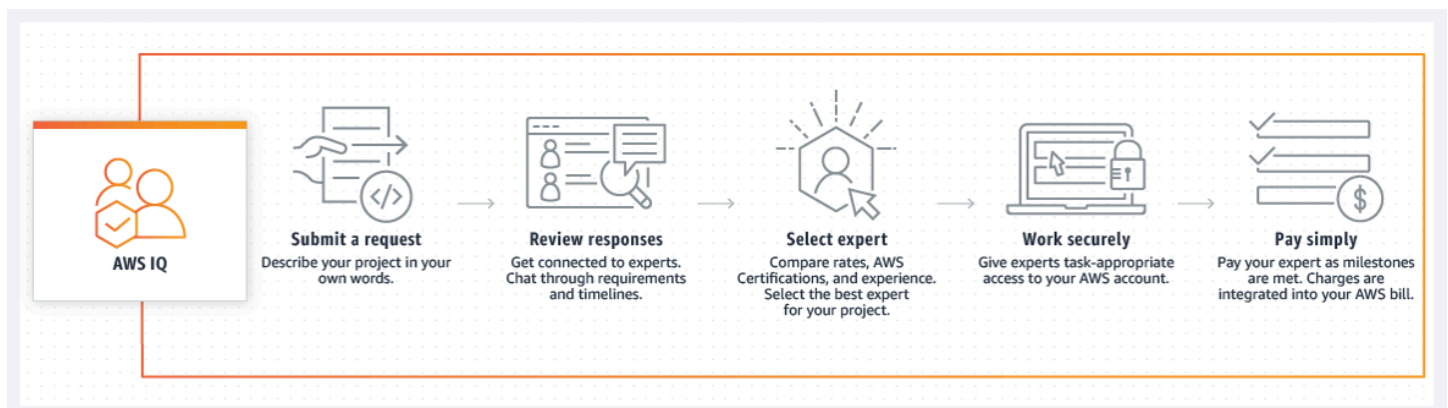 AWS IQ
Submit a request
Describe your project in your
own words.
Review responses
Get connected to experts.
Chat through requirements
and timelines.
Select expert
Compare rates, AWS
Certifications, and experience.
Select the best expert
for your project.
Work securely
Give experts task-appropriate
access to your AWS account.
Pay simply
Pay your expert as milestones
are met. Charges are
integrated into your AWS bill.